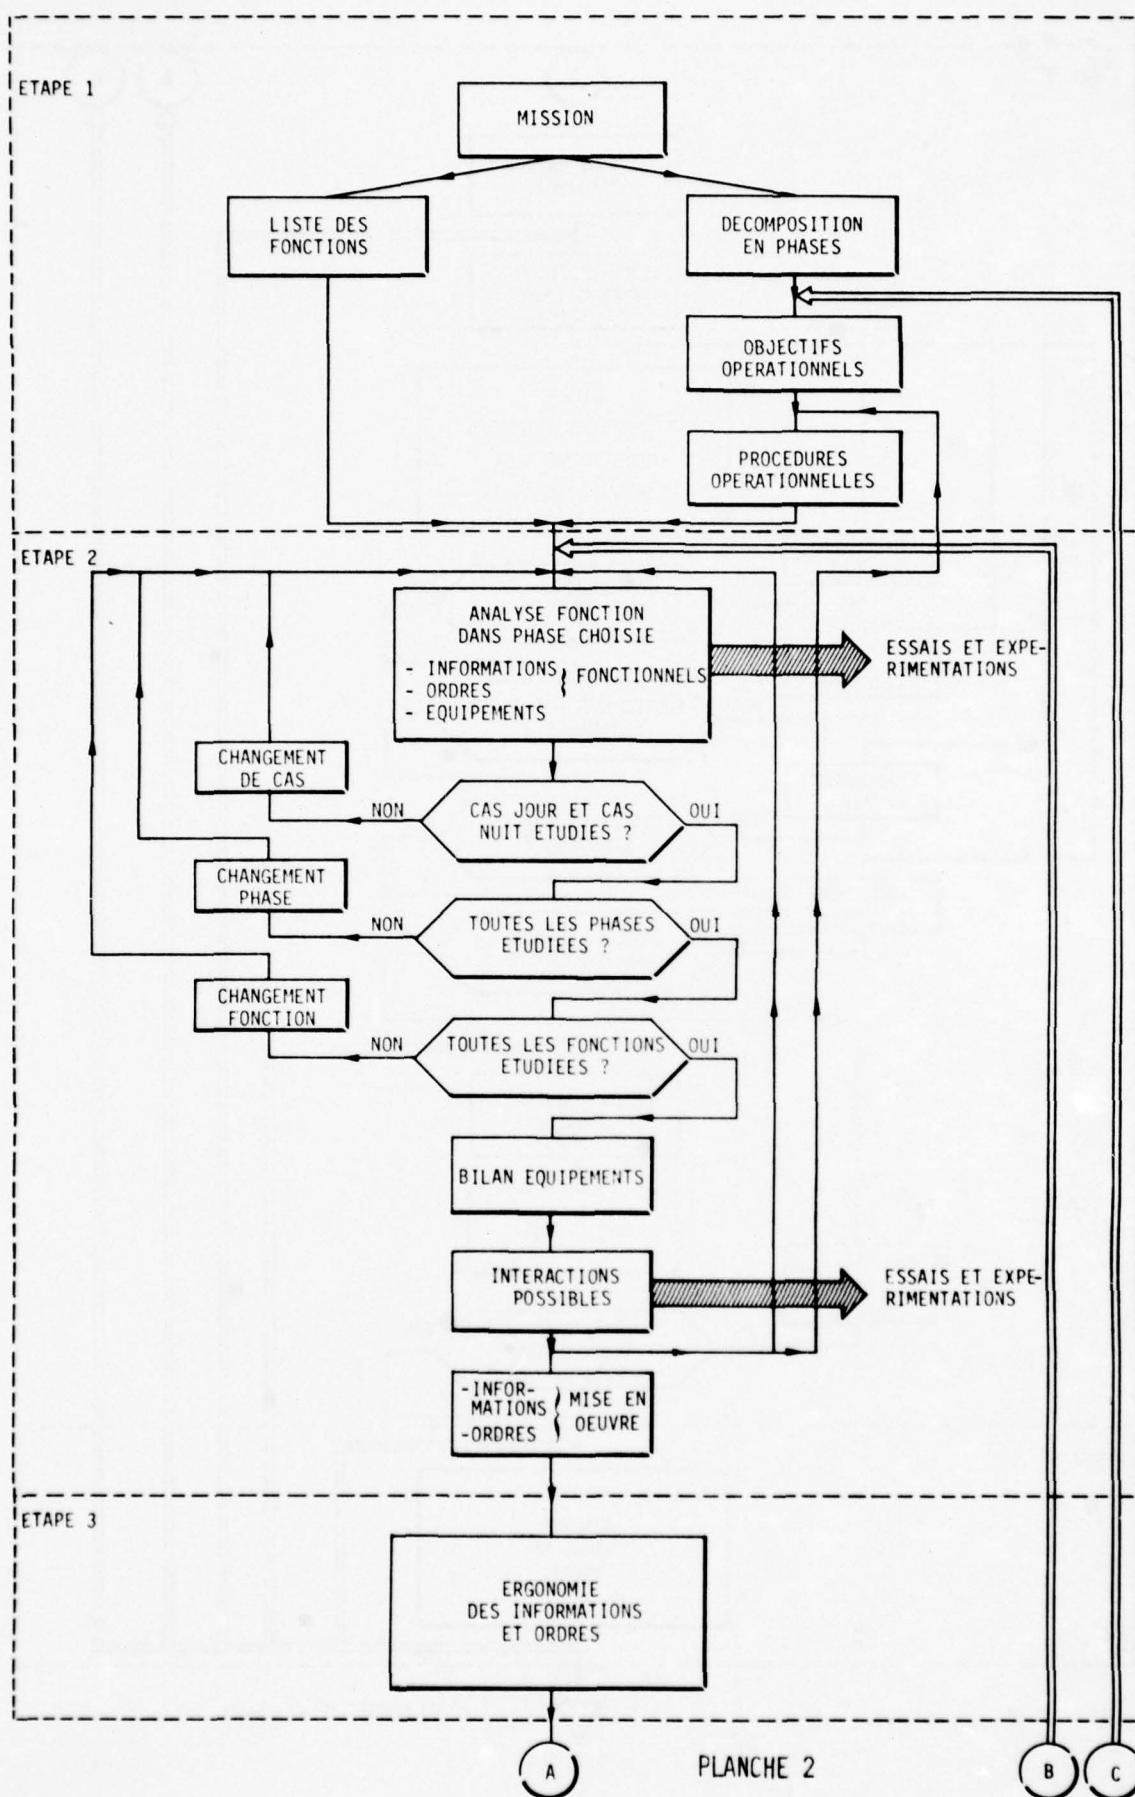 ETAPE 1
MISSION
LISTE DES
FONCTIONS
DECOMPOSITION
EN PHASES
OBJECTIFS
OPERATIONNELS
PROCEDURES
OPERATIONNELLES
ETAPE 2
ANALYSE FONCTION
DANS PHASE CHOISIE
- INFORMATIONS
- ORDRES
} FONCTIONNELS
- EQUIPEMENTS
ESSAIS ET EXPE-
RIMENTATIONS
CHANGEMENT
DE CAS
NON
CAS JOUR ET CAS
NUIT ETUDIES ?
OUI
CHANGEMENT
PHASE
NON
TOUTES LES PHASES
ETUDIEES ?
OUI
CHANGEMENT
FONCTION
NON
TOUTES LES FONCTIONS
ETUDIEES ?
OUI
BILAN EQUIPEMENTS
INTERACTIONS
POSSIBLES
ESSAIS ET EXPE-
RIMENTATIONS
-INFOR-
MATIONS
-ORDRES
} MISE EN
OEUVRE
ETAPE 3
ERGONOMIE
DES INFORMATIONS
ET ORDRES
A
PLANCHE 2
B
C